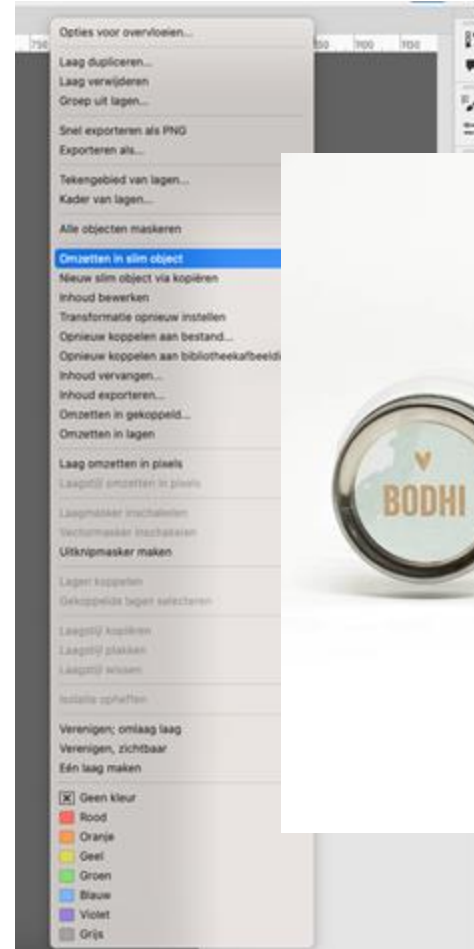 Opties voor overvloeien...
750
350
1100
1150
Laag dupliceren...
Laag verwijderen
Groep uit lagen...
Snel exporteren als PNG
Exporteren als...
Tekengebied van lagen...
Kader van lagen...
Alle objecten maskeren
Omzetten in slim object
Nieuw slim object via kopiëren
Inhoud bewerken
Transformatie opnieuw instellen
Opnieuw koppelen aan bestand...
Opnieuw koppelen aan bibliotheekafbeeldi
Inhoud vervangen...
Inhoud exporteren...
Omzetten in gekoppeld...
Omzetten in lagen
Laag omzetten in pixels
Laagstijl omzetten in pixels
Laagmasker inschakelen
Vectormasker inschakelen
Uitknipmasker maken
Lagen koppelen
Gekoppelde lagen selecteren
Laagstijl kopiëren
Laagstijl plakken
Laagstijl wissen
Isolatie opheffen
Verenigen; omlaag laag
Verenigen, zichtbaar
Eén laag maken
Geen kleur
Rood
Oranje
Geel
Groen
Blauw
Violet
Grijs
BODHI